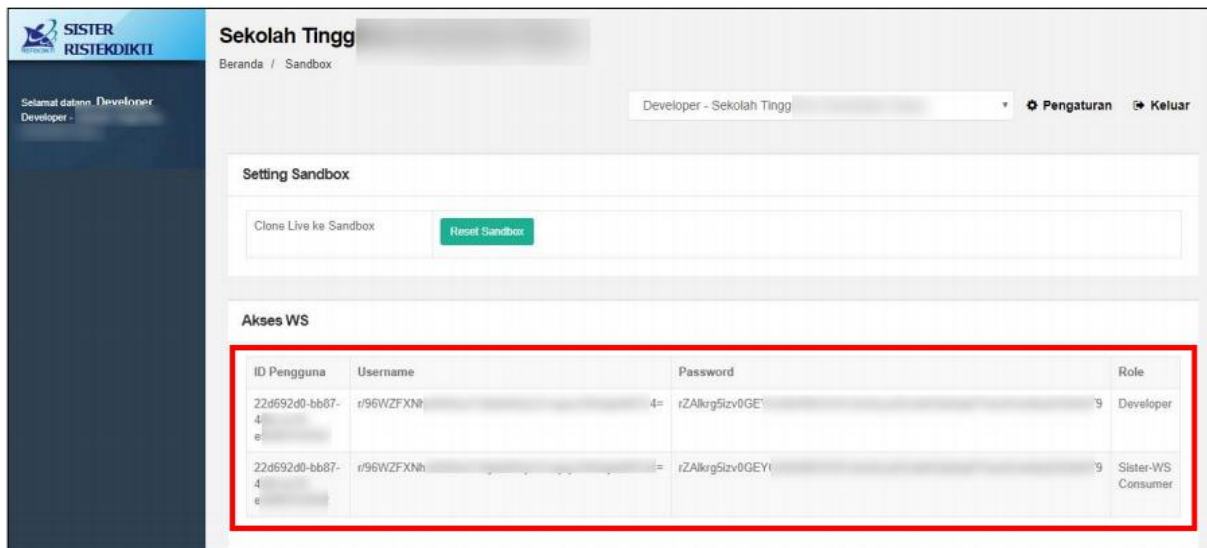 SISTER
RISTEKDIKTI
Sekolah Tingg
Beranda / Sandbox
Selamat datang, Developer
Developer -
Developer - Sekolah Tingg
Pengaturan
Keluar
Setting Sandbox
Clone Live ke Sandbox
Reset Sandbox
Akses WS
ID Pengguna Username Password Role
22d692d0-bb87- r/96WZFXNh 4= rZAlkrg5izv0GE 9 Developer
4
e
22d692d0-bb87- r/96WZFXNh = rZAlkrg5izv0GEY 9 Sister-WS
4 Consumer
e